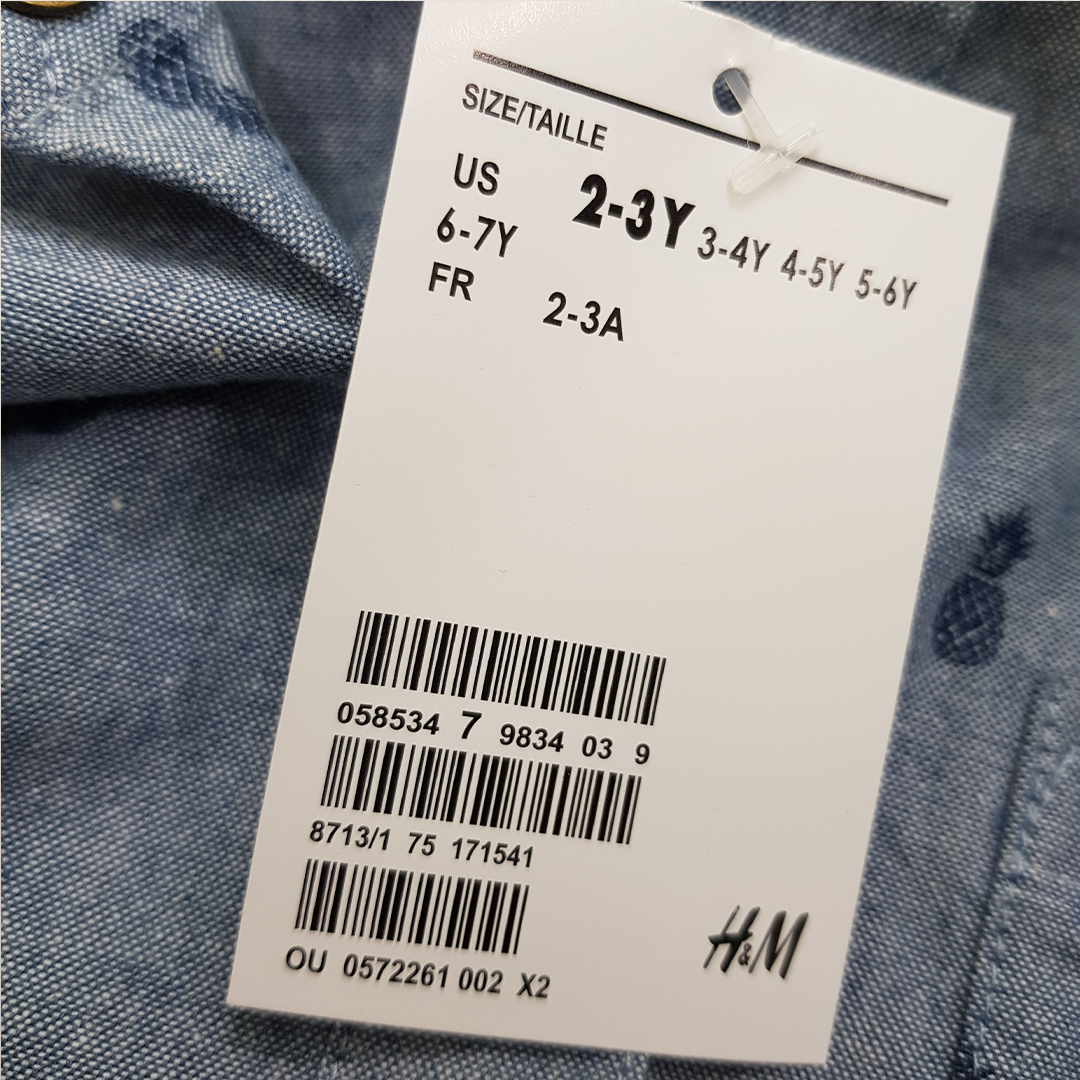 SIZE/TAILLE
US 2-3Y 3-4Y 4-5Y 5-6Y
6-7Y
FR 2-3A
058534 7 9834 03 9
8713/1 75 171541
OU 0572261 002 X2
H&M